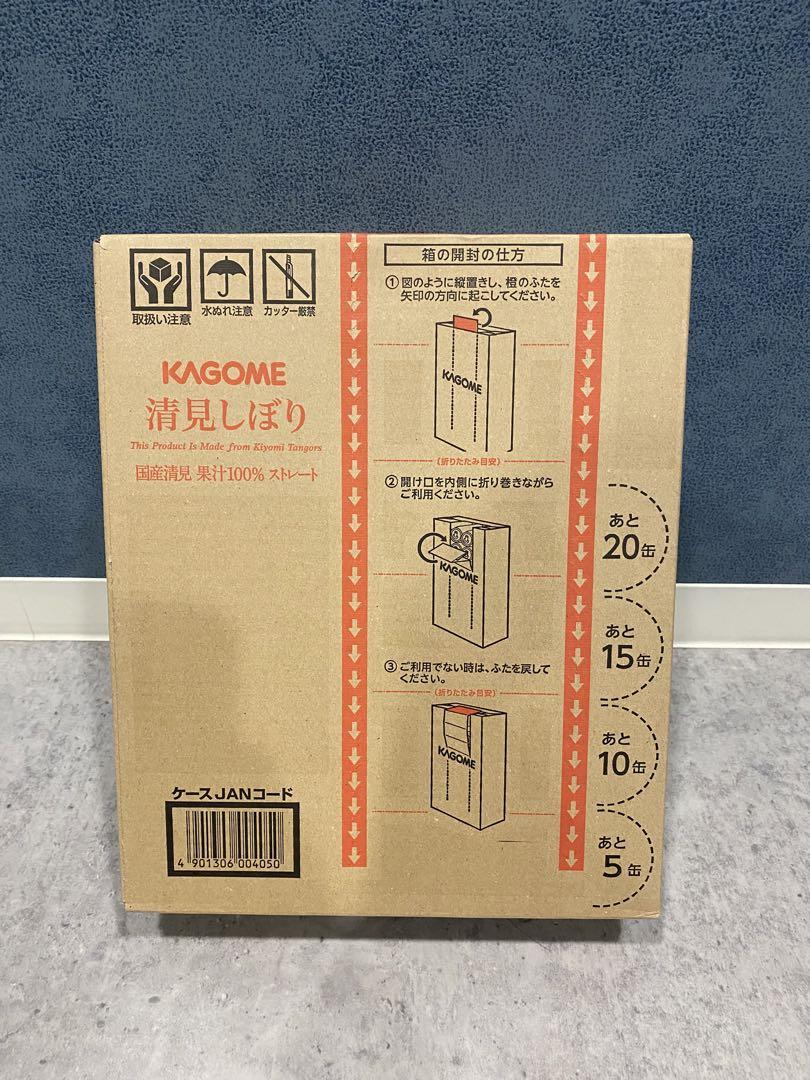 取扱い注意
水ぬれ注意
カッター厳禁
KAGOME
清見しぼり
This Product Is Made from Kiyomi Tangors
国産清見 果汁100% ストレート
ケースJANコード
4 901306 004050
箱の開封の仕方
① 図のように縦置きし、橙のふたを
矢印の方向に起こしてください。
KAGOME
(折りたたみ目安)
② 開け口を内側に折り巻きながら
ご利用ください。
KAGOME
③ ご利用でない時は、ふたを戻して
ください。
(折りたたみ目安)
KAGOME
あと
20缶
あと
15缶
あと
10缶
あと
5缶